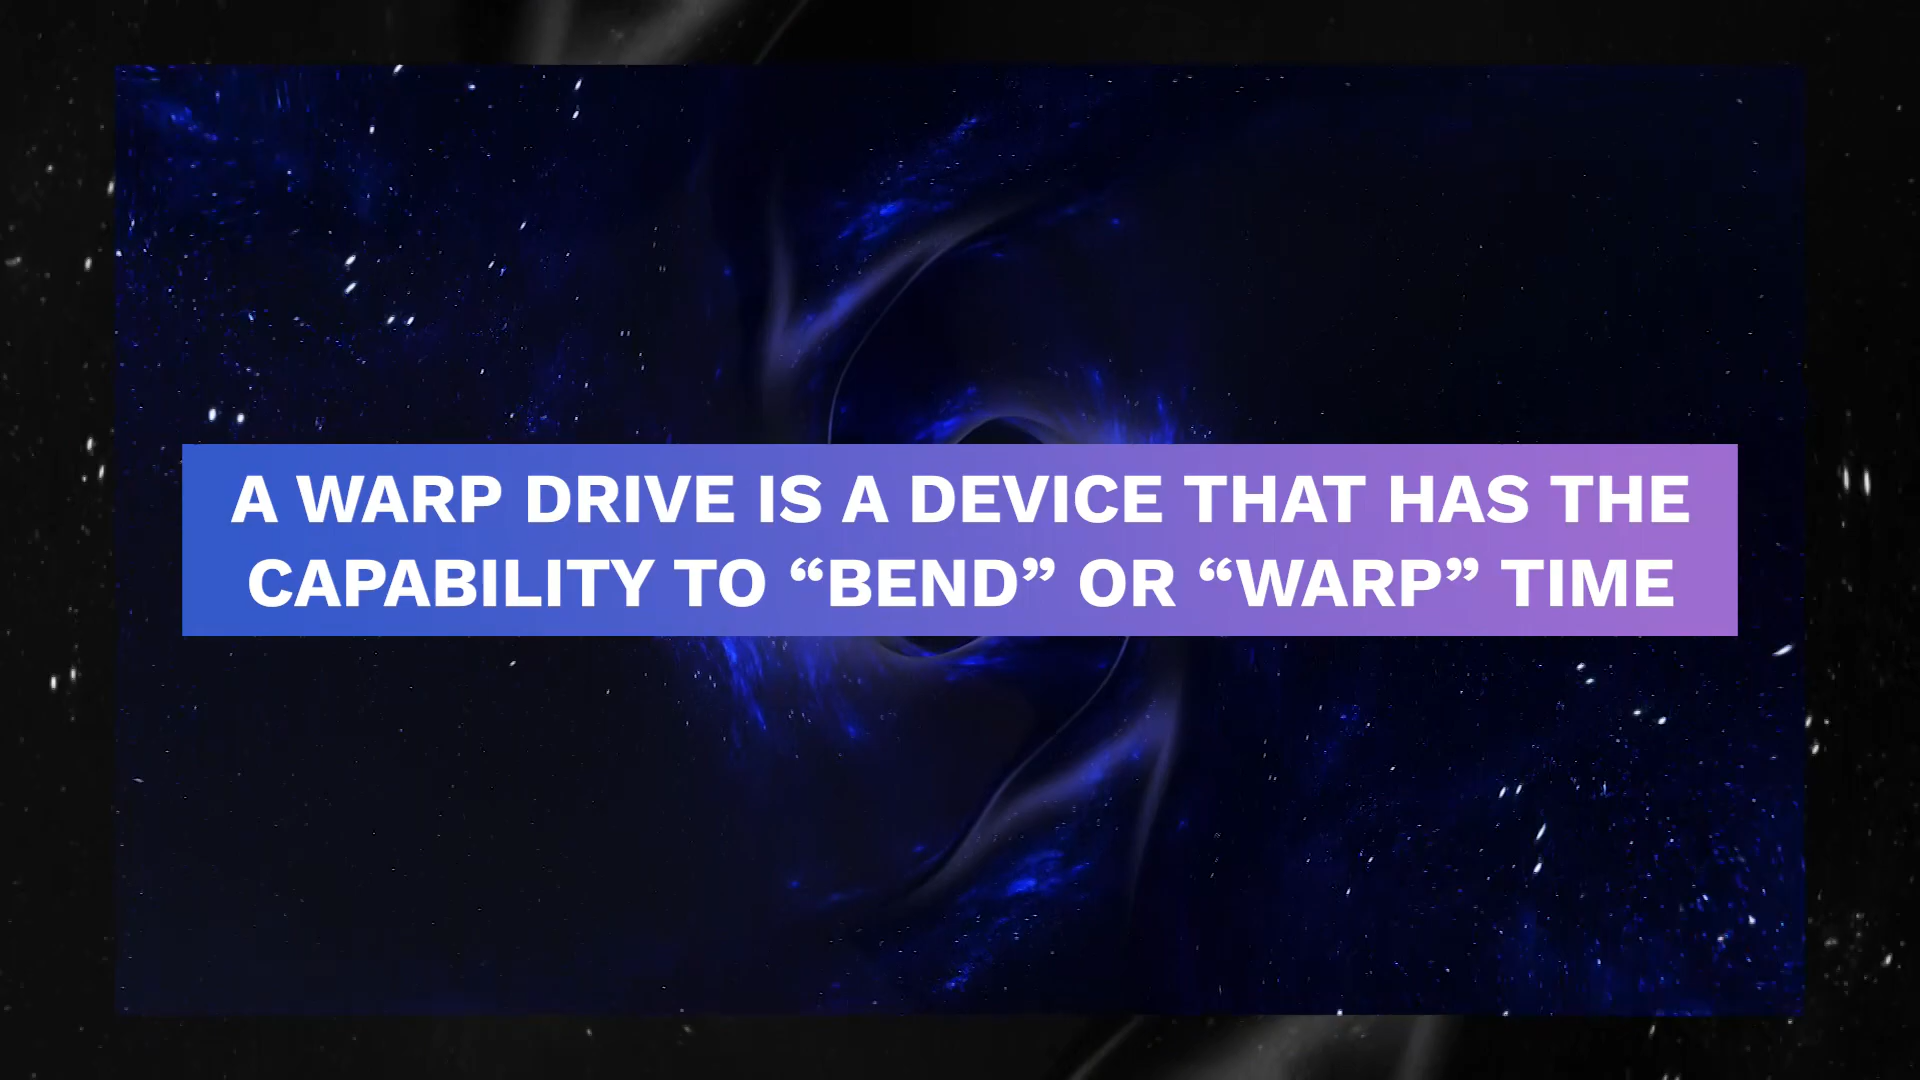 A WARP DRIVE IS A DEVICE THAT HAS THE
CAPABILITY TO “BEND” OR “WARP” TIME